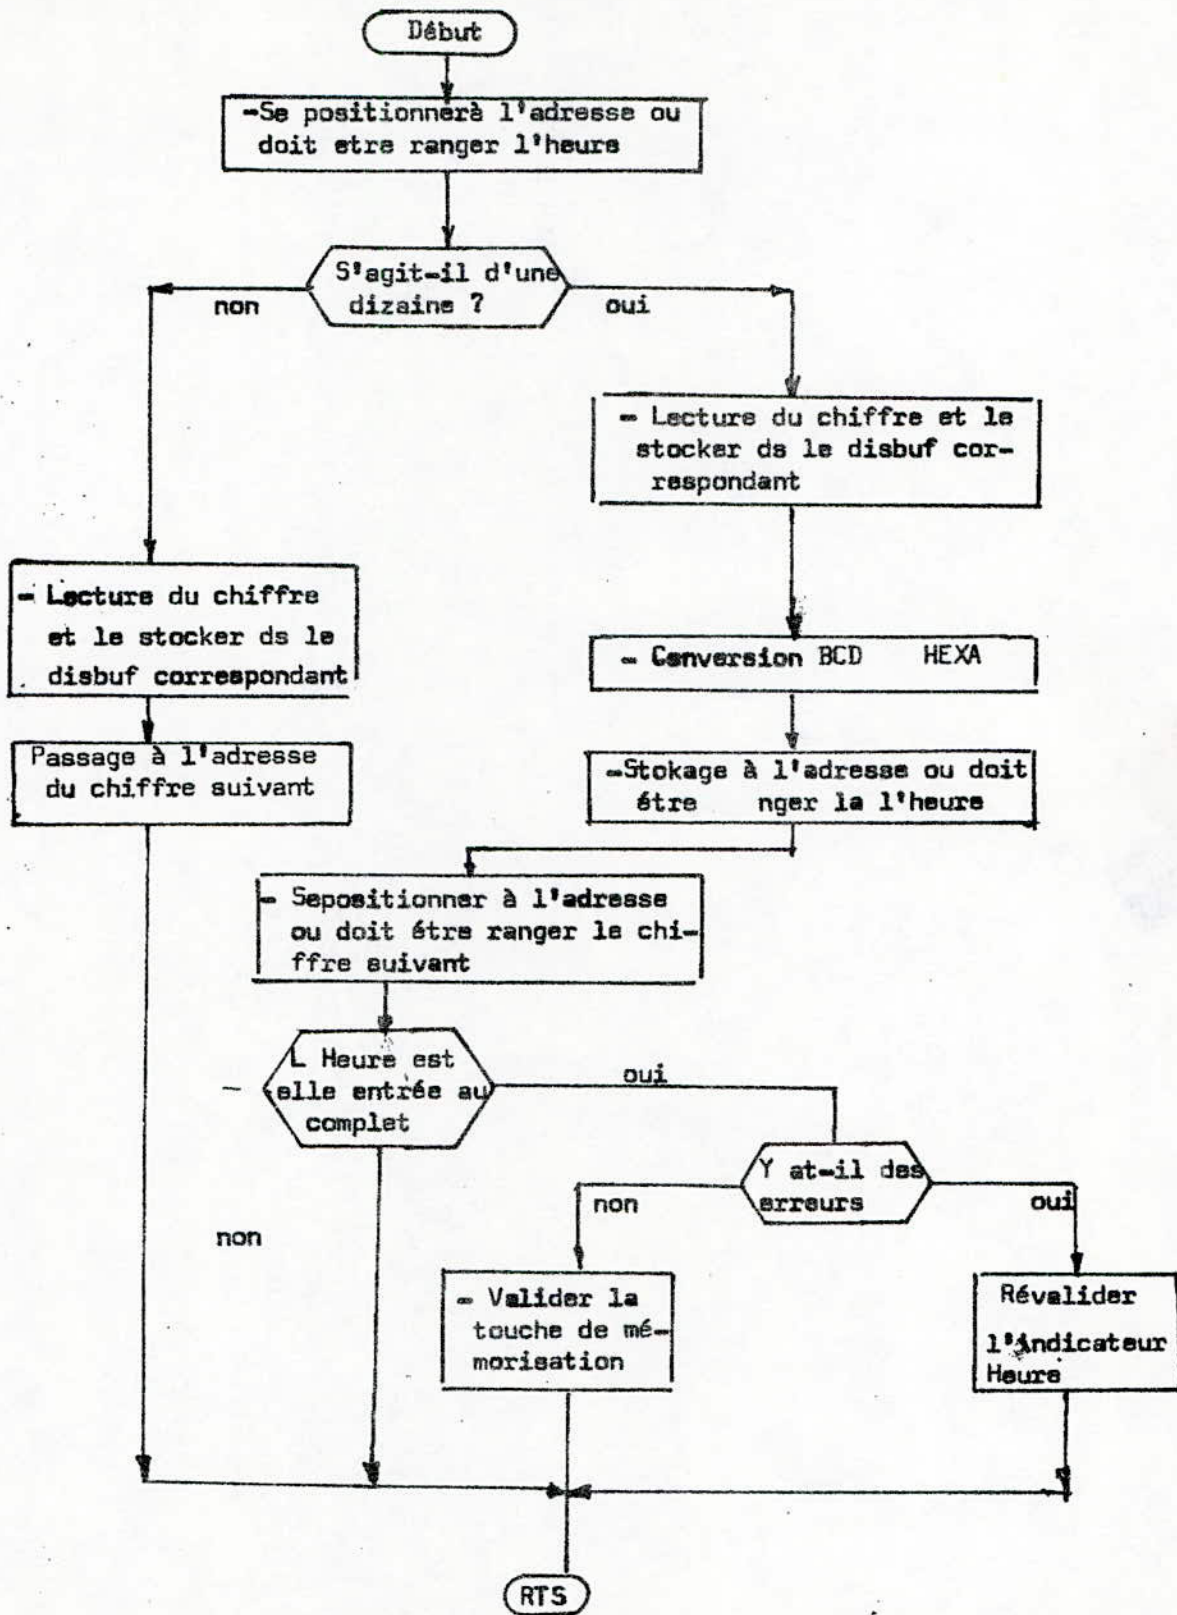 Début
-Se positionnerà l'adresse ou
doit etre ranger l'heure
S'agit-il d'une
dizaine ?
non
oui
- Lecture du chiffre et le
stocker ds le disbuf cor-
respondant
- Lecture du chiffre
et le stocker ds le
disbuf correspondant
- Conversion BCD HEXA
Passage à l'adresse
du chiffre suivant
-Stokage à l'adresse ou doit
étre nger la l'heure
- Sepositionner à l'adresse
ou doit étre ranger le chi-
ffre suivant
L Heure est
elle entrée au
complet
oui
non
Y at-il des
erreurs
non
oui
- Valider la
touche de mé-
morisation
Révalider
l'indicateur
Heure
RTS